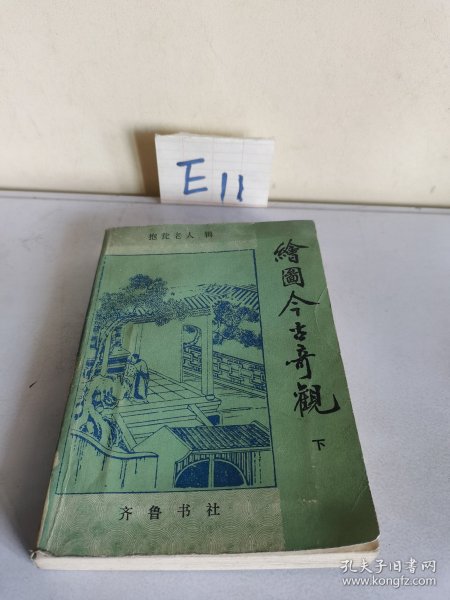 E11
抱瓮老人 辑
繪圖今古奇觀
下
齐鲁书社
孔夫子旧书网
www.kongfz.com